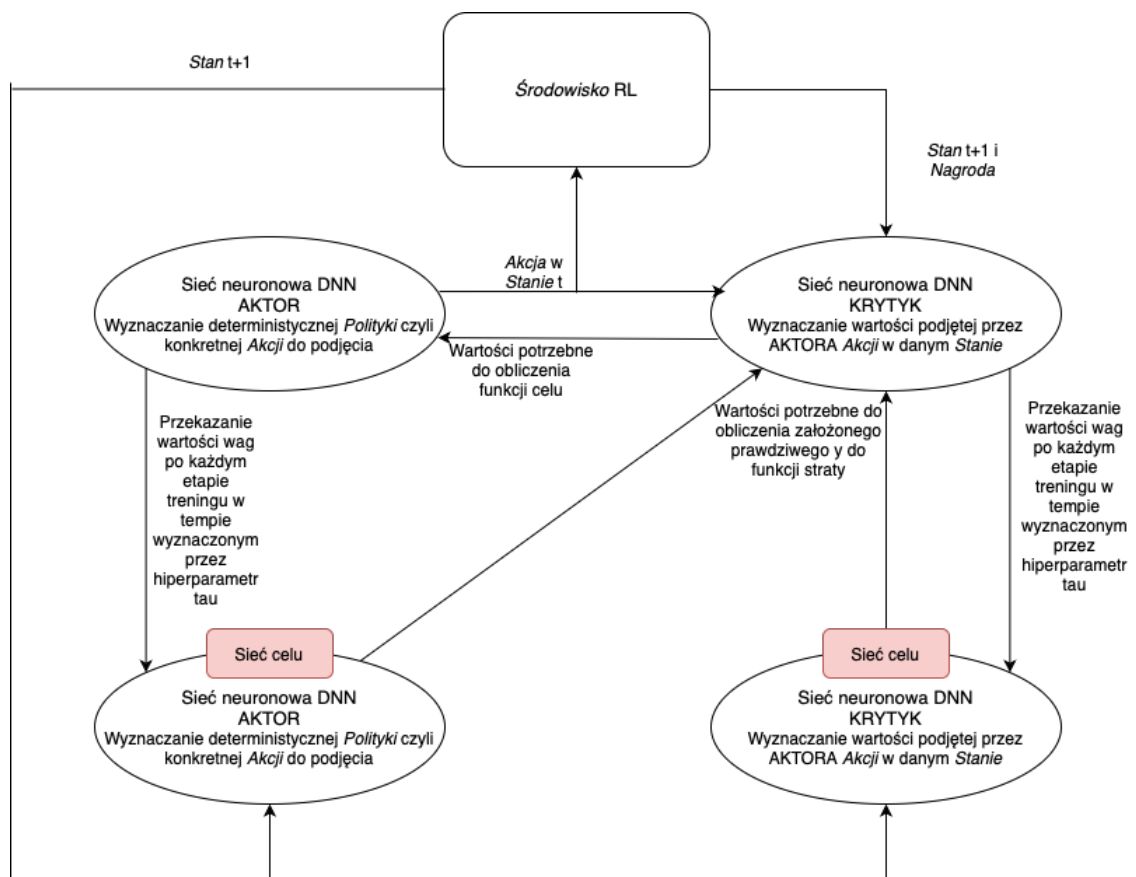 Stan t+1
Środowisko RL
Stan t+1 i
Nagroda
Akcja w
Stanie t
Sieć neuronowa DNN
AKTOR
Wyznaczanie deterministycznej Polityki czyli
konkretnej Akcji do podjęcia
Sieć neuronowa DNN
KRYTYK
Wyznaczanie wartości podjętej przez
AKTORA Akcji w danym Stanie
Wartości potrzebne
do obliczenia
funkcji celu
Przekazanie
wartości wag
po każdym
etapie
treningu w
tempie
wyznaczonym
przez
hiperparametr
tau
Wartości potrzebne do
obliczenia założonego
prawdziwego y do
funkcji straty
Przekazanie
wartości wag
po każdym
etapie
treningu w
tempie
wyznaczonym
przez
hiperparametr
tau
Sieć celu
Sieć neuronowa DNN
AKTOR
Wyznaczanie deterministycznej Polityki czyli
konkretnej Akcji do podjęcia
Sieć celu
Sieć neuronowa DNN
KRYTYK
Wyznaczanie wartości podjętej przez
AKTORA Akcji w danym Stanie